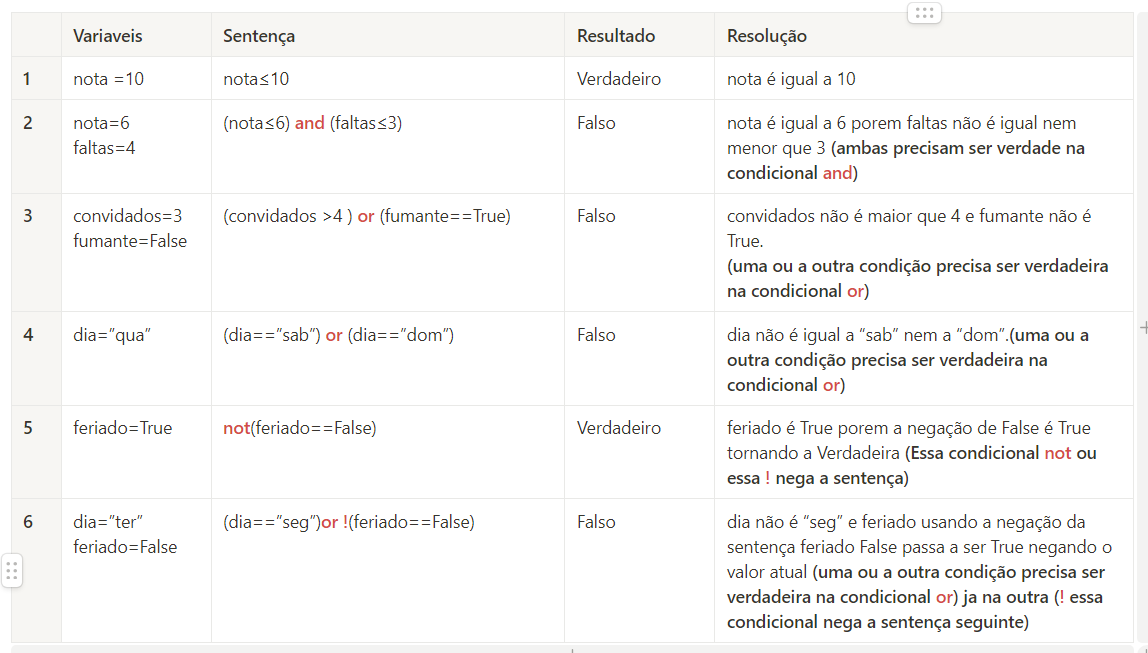 Variaveis Sentença Resultado Resolução
1 nota =10 nota≤10 Verdadeiro nota é igual a 10
2 nota=6 (nota≤6) and (faltas≤3) Falso nota é igual a 6 porem faltas não é igual nem
faltas=4 menor que 3 (ambas precisam ser verdade na
condicional and)
3 convidados=3 (convidados >4 ) or (fumante==True) Falso convidados não é maior que 4 e fumante não é
fumante=False True.
(uma ou a outra condição precisa ser verdadeira
na condicional or)
4 dia=”qua” (dia==”sab”) or (dia==”dom”) Falso dia não é igual a “sab” nem a “dom”.(uma ou a
outra condição precisa ser verdadeira na
condicional or)
5 feriado=True not(feriado==False) Verdadeiro feriado é True porem a negação de False é True
tornando a Verdadeira (Essa condicional not ou
essa ! nega a sentença)
6 dia=”ter” (dia==”seg”)or !(feriado==False) Falso dia não é “seg” e feriado usando a negação da
feriado=False sentença feriado False passa a ser True negando o
valor atual (uma ou a outra condição precisa ser
verdadeira na condicional or) ja na outra (! essa
condicional nega a sentença seguinte)